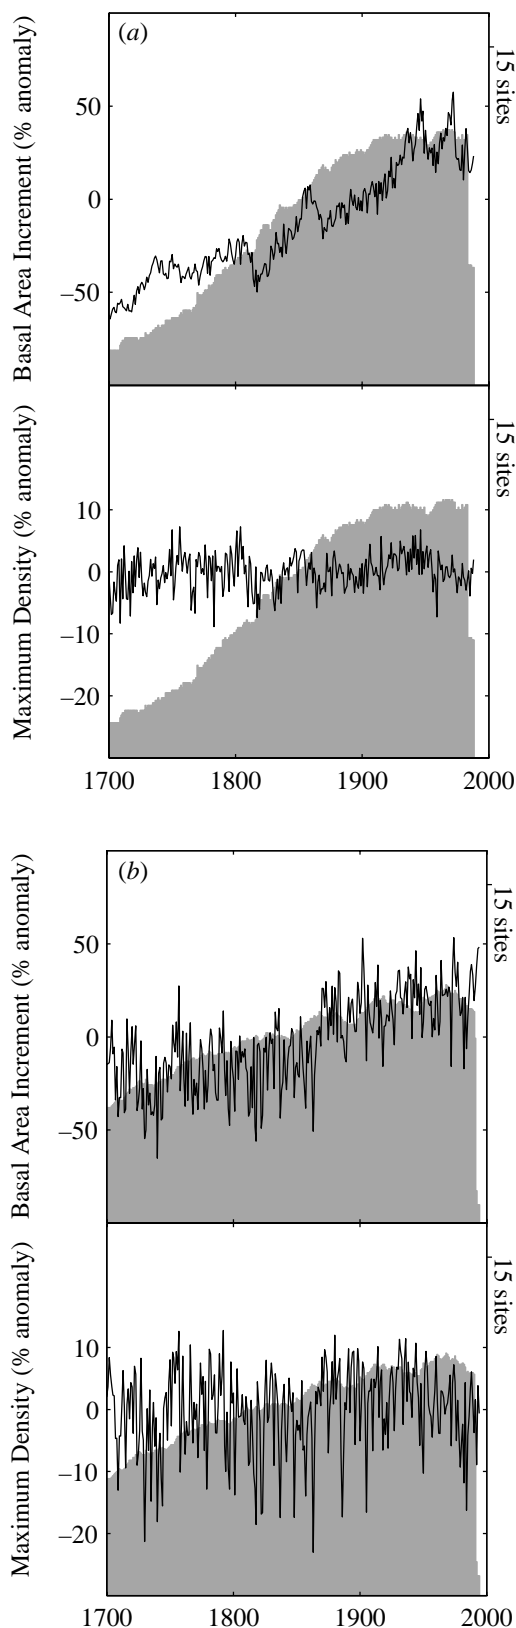 (a)
Basal Area Increment (% anomaly)
50
0
–50
15 sites
Maximum Density (% anomaly)
10
0
–10
–20
15 sites
1700 1800 1900 2000
(b)
Basal Area Increment (% anomaly)
50
0
–50
15 sites
Maximum Density (% anomaly)
10
0
–10
–20
15 sites
1700 1800 1900 2000